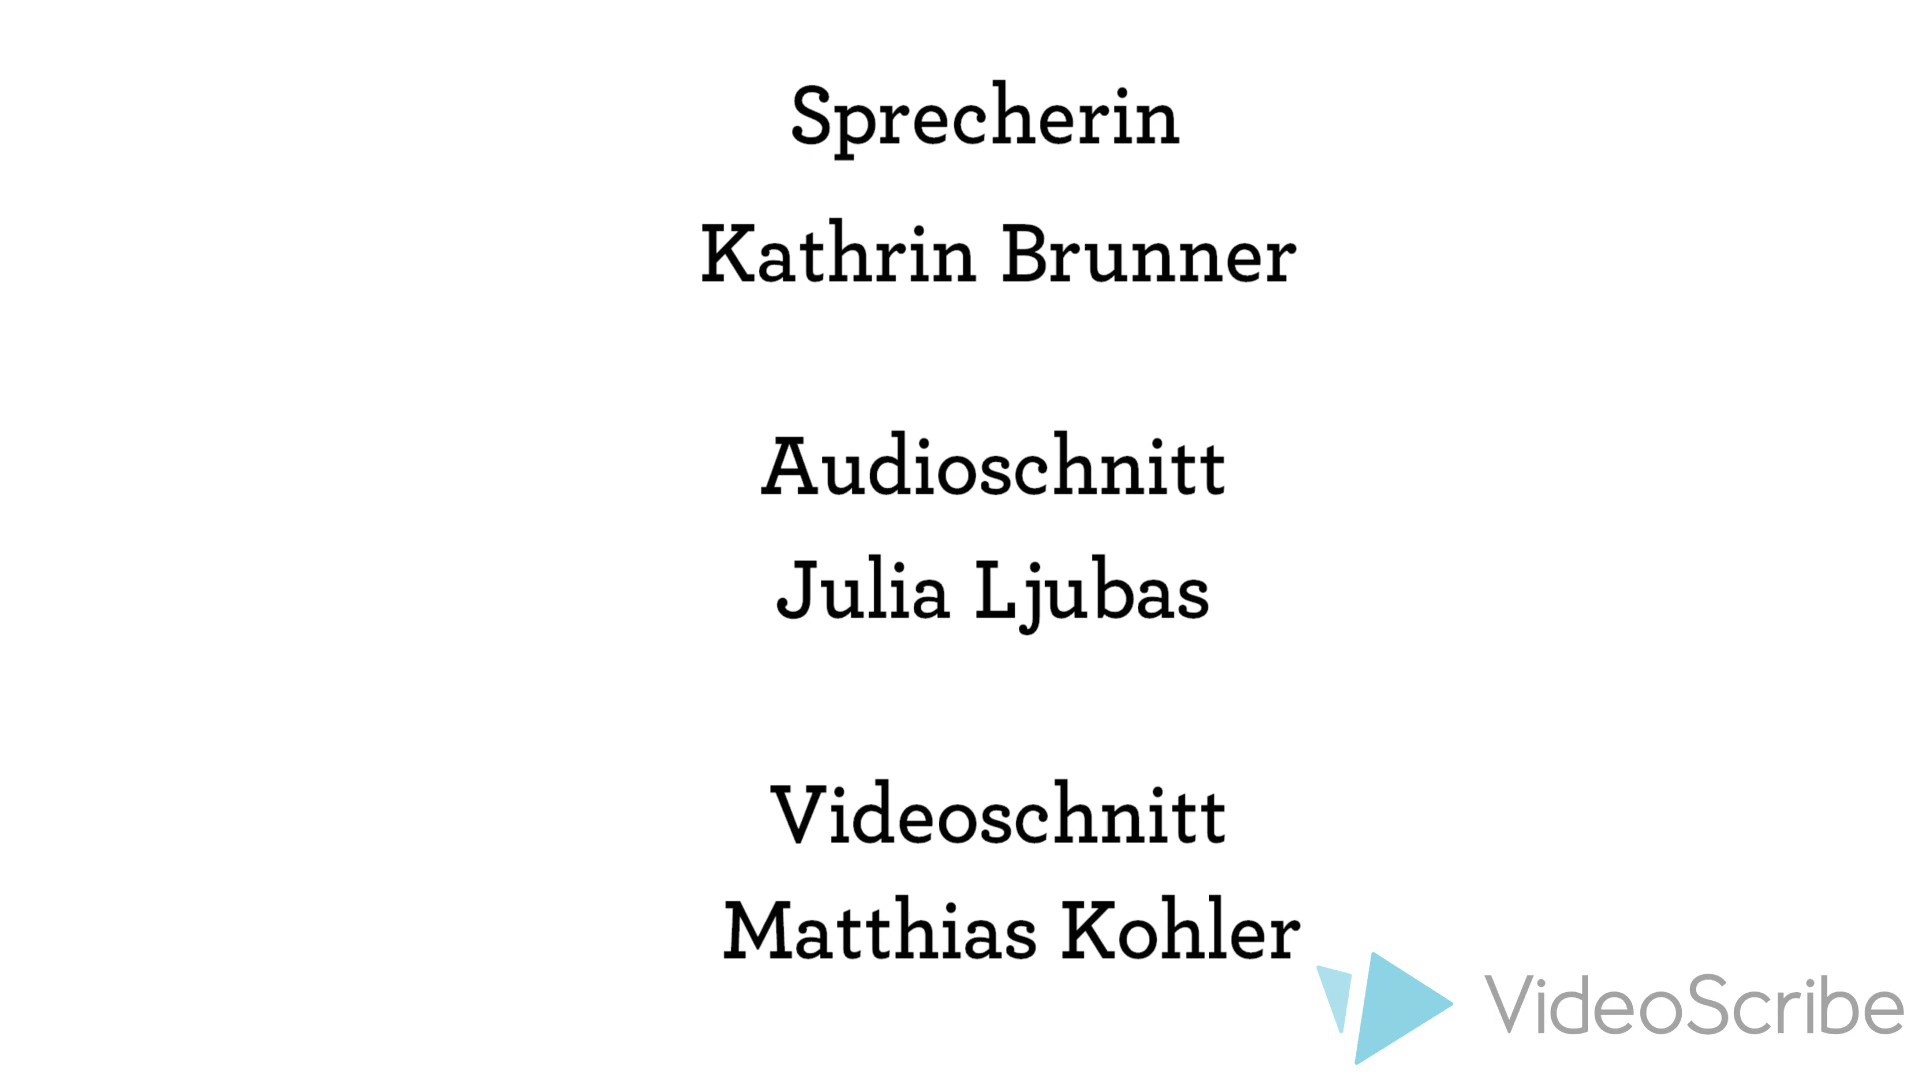 Sprecherin
Kathrin Brunner
Audioschnitt
Julia Ljubas
Videoschnitt
Matthias Kohler
VideoScribe